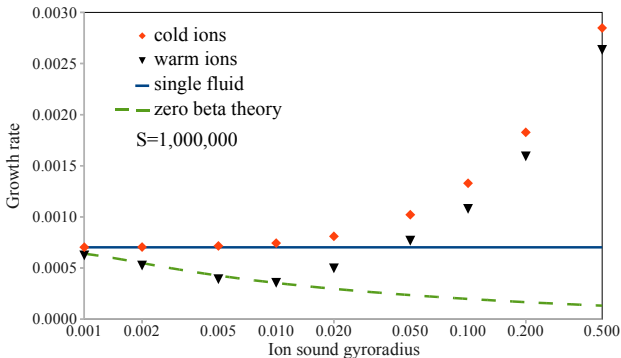 0.0030
0.0025
0.0020
0.0015
0.0010
0.0005
0.0000
Growth rate
cold ions
warm ions
single fluid
zero beta theory
S=1,000,000
0.001 0.002 0.005 0.010 0.020 0.050 0.100 0.200 0.500
Ion sound gyroradius